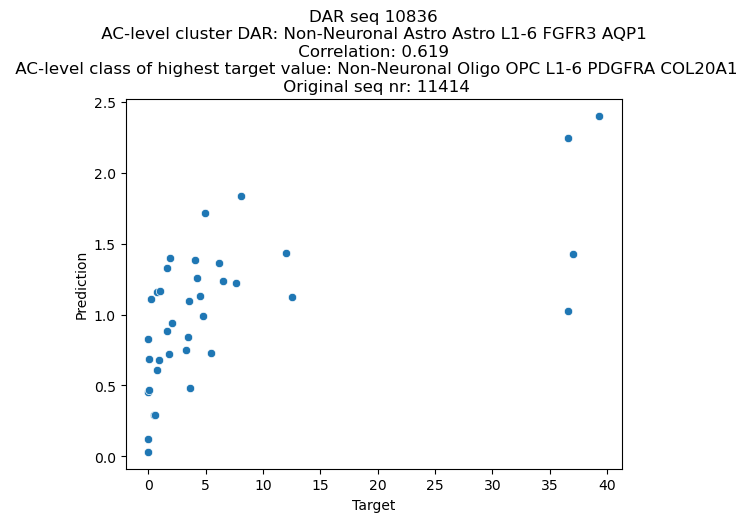 DAR seq 10836
AC-level cluster DAR: Non-Neuronal Astro Astro L1-6 FGFR3 AQP1
Correlation: 0.619
AC-level class of highest target value: Non-Neuronal Oligo OPC L1-6 PDGFRA COL20A1
Original seq nr: 11414
2.5
2.0
1.5
1.0
0.5
0.0
Prediction
0 5 10 15 20 25 30 35 40
Target